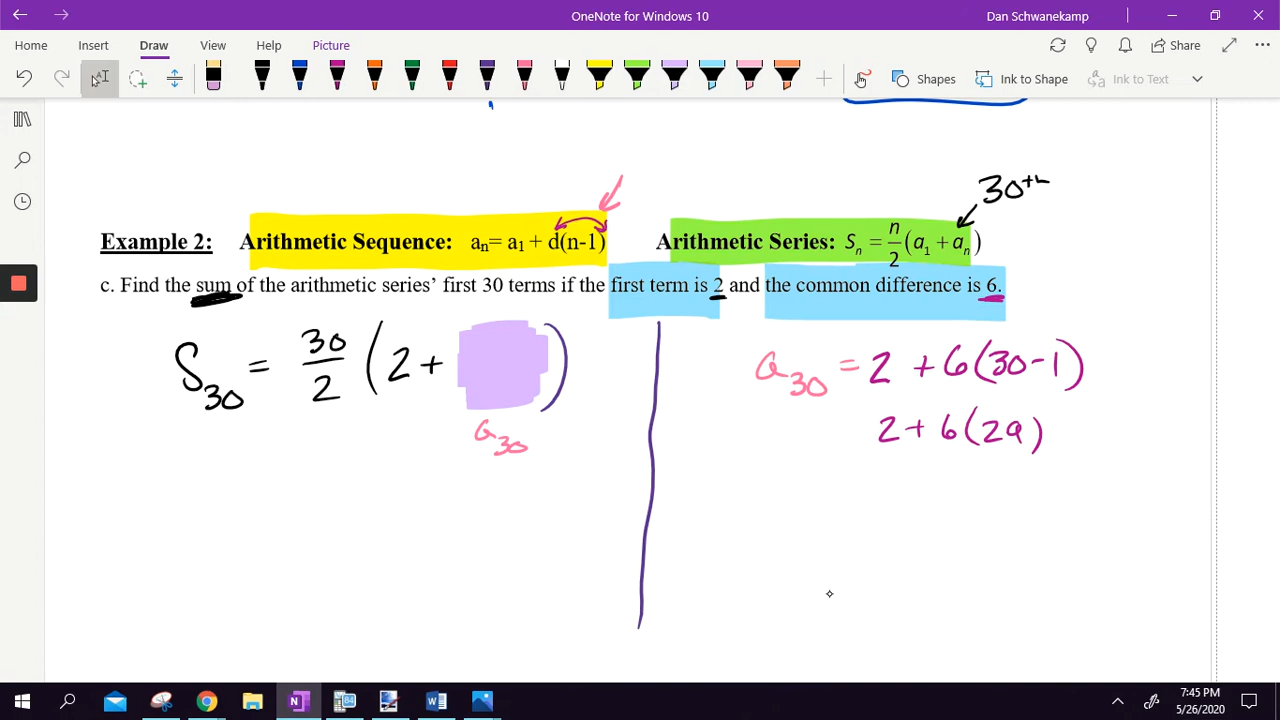 OneNote for Windows 10
Dan Schwanekamp
Home Insert Draw View Help Picture
Share
Shapes Ink to Shape Ink to Text
30th
Example 2: Arithmetic Sequence: aₙ= a₁ + d(n-1) Arithmetic Series: Sₙ = n/2 (a₁ + aₙ)
c. Find the sum of the arithmetic series’ first 30 terms if the first term is 2 and the common difference is 6.
S₃₀ = 30/2 (2 + )
a₃₀
a₃₀ = 2 + 6(30-1)
2 + 6(29)
7:45 PM
5/26/2020